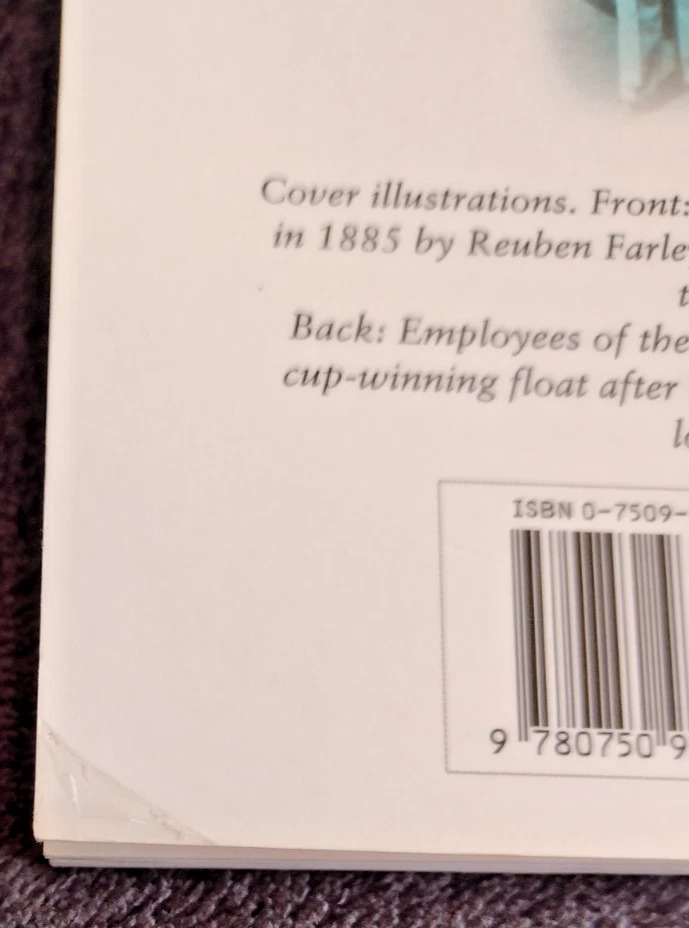 Cover illustrations. Front:
in 1885 by Reuben Farle
t
Back: Employees of the
cup-winning float after
lo
ISBN 0-7509-
9 780750 9